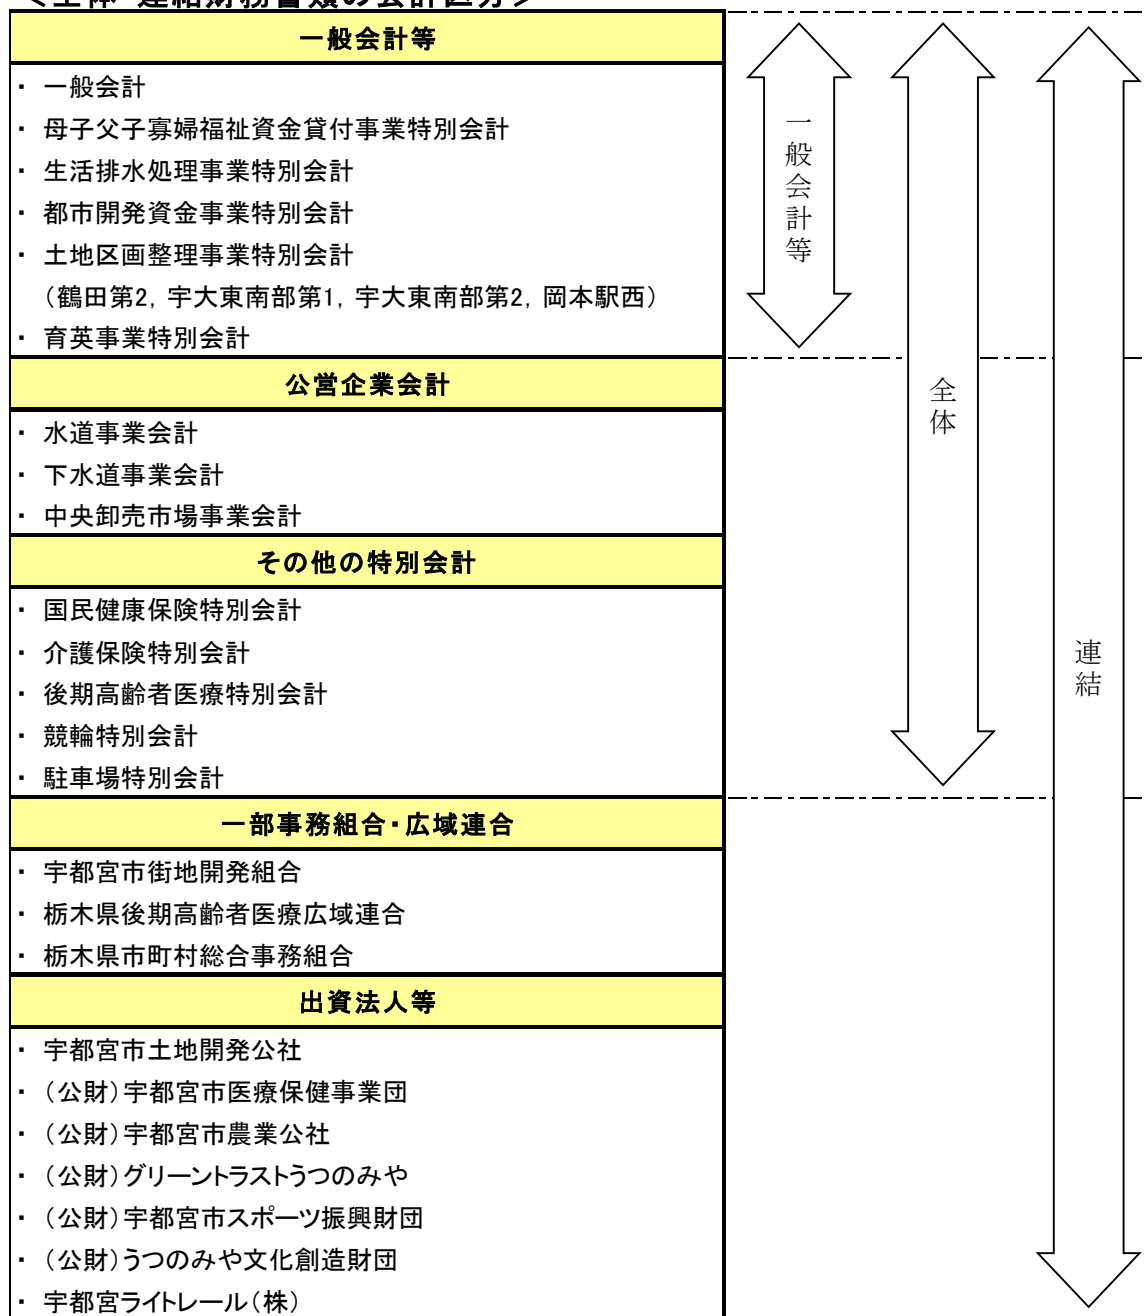 ＜全体・連結財務書類の会計区分＞
一般会計等
・ 一般会計
・ 母子父子寡婦福祉資金貸付事業特別会計
・ 生活排水処理事業特別会計
・ 都市開発資金事業特別会計
・ 土地区画整理事業特別会計
（鶴田第2，宇大東南部第1，宇大東南部第2，岡本駅西）
・ 育英事業特別会計
公営企業会計
・ 水道事業会計
・ 下水道事業会計
・ 中央卸売市場事業会計
その他の特別会計
・ 国民健康保険特別会計
・ 介護保険特別会計
・ 後期高齢者医療特別会計
・ 競輪特別会計
・ 駐車場特別会計
一部事務組合・広域連合
・ 宇都宮市街地開発組合
・ 栃木県後期高齢者医療広域連合
・ 栃木県市町村総合事務組合
出資法人等
・ 宇都宮市土地開発公社
・ （公財）宇都宮市医療保健事業団
・ （公財）宇都宮市農業公社
・ （公財）グリーントラストうつのみや
・ （公財）宇都宮市スポーツ振興財団
・ （公財）うつのみや文化創造財団
・ 宇都宮ライトレール（株）
一般会計等
全体
連結